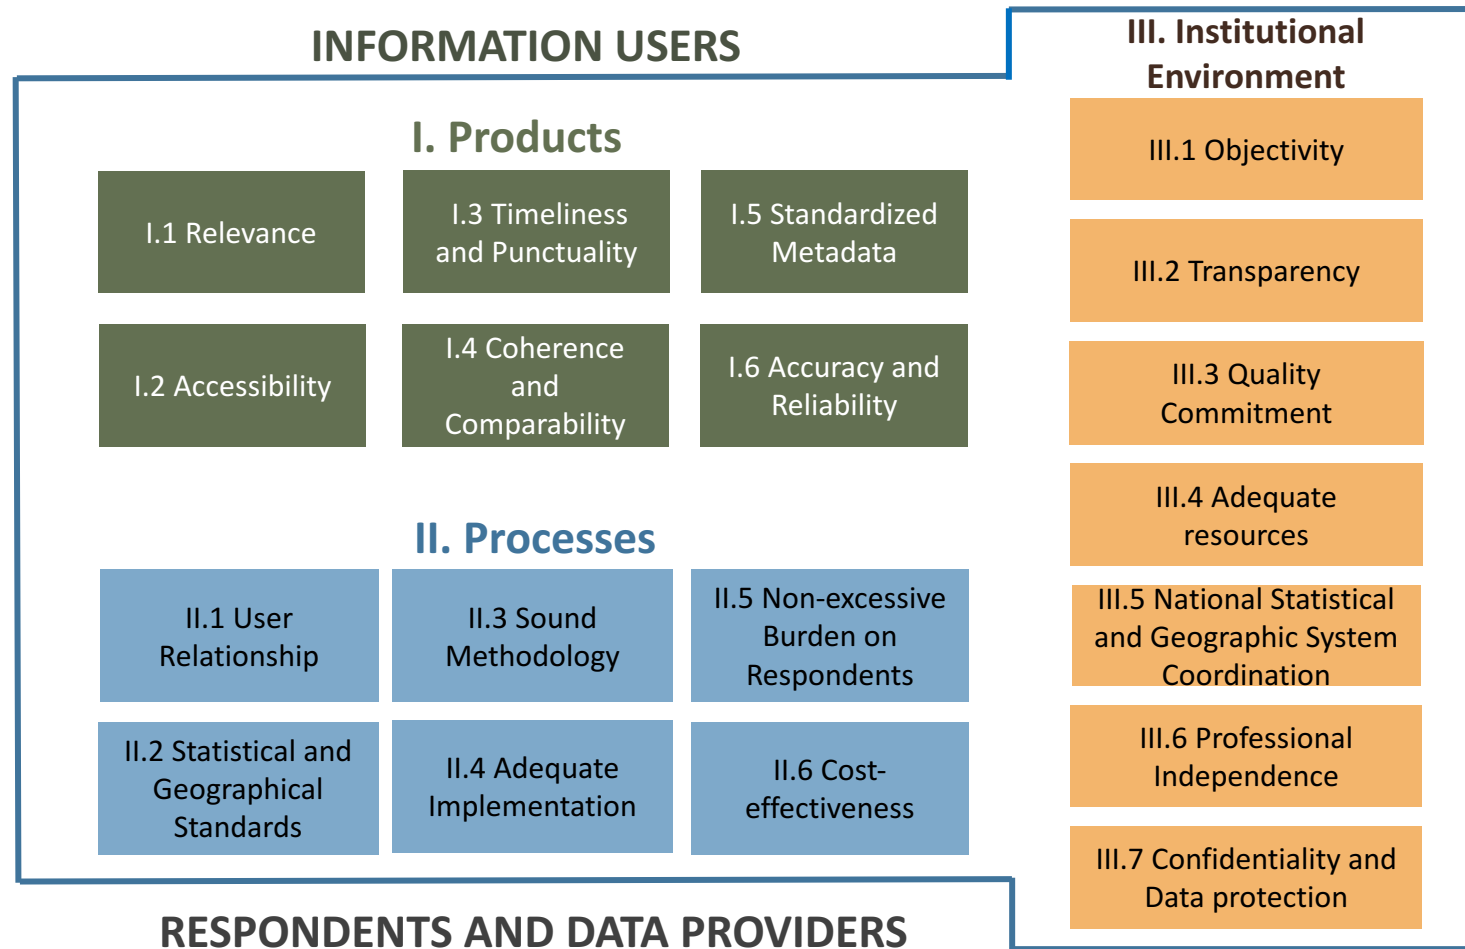 INFORMATION USERS
I. Products
I.1 Relevance
I.3 Timeliness
and Punctuality
I.5 Standardized
Metadata
I.2 Accessibility
I.4 Coherence
and
Comparability
I.6 Accuracy and
Reliability
II. Processes
II.1 User
Relationship
II.3 Sound
Methodology
II.5 Non-excessive
Burden on
Respondents
II.2 Statistical and
Geographical
Standards
II.4 Adequate
Implementation
II.6 Cost-
effectiveness
RESPONDENTS AND DATA PROVIDERS
III. Institutional
Environment
III.1 Objectivity
III.2 Transparency
III.3 Quality
Commitment
III.4 Adequate
resources
III.5 National Statistical
and Geographic System
Coordination
III.6 Professional
Independence
III.7 Confidentiality and
Data protection